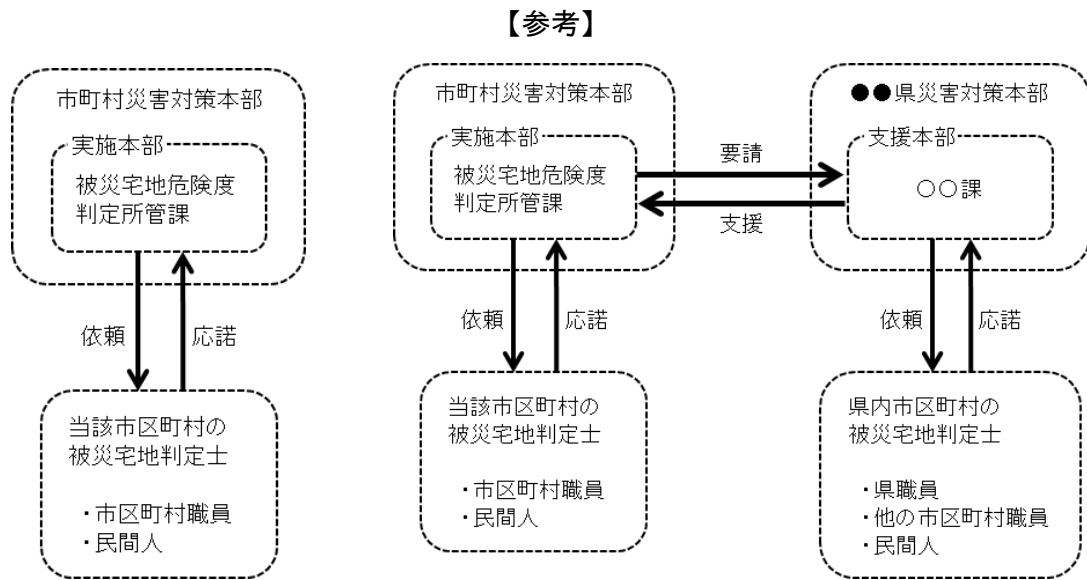 【参考】
市町村災害対策本部
実施本部
被災宅地危険度
判定所管課
依頼
応諾
当該市区町村の
被災宅地判定士
・市区町村職員
・民間人
市町村災害対策本部
実施本部
被災宅地危険度
判定所管課
要請
支援
依頼
応諾
当該市区町村の
被災宅地判定士
・市区町村職員
・民間人
●●県災害対策本部
支援本部
○○課
依頼
応諾
県内市区町村の
被災宅地判定士
・県職員
・他の市区町村職員
・民間人